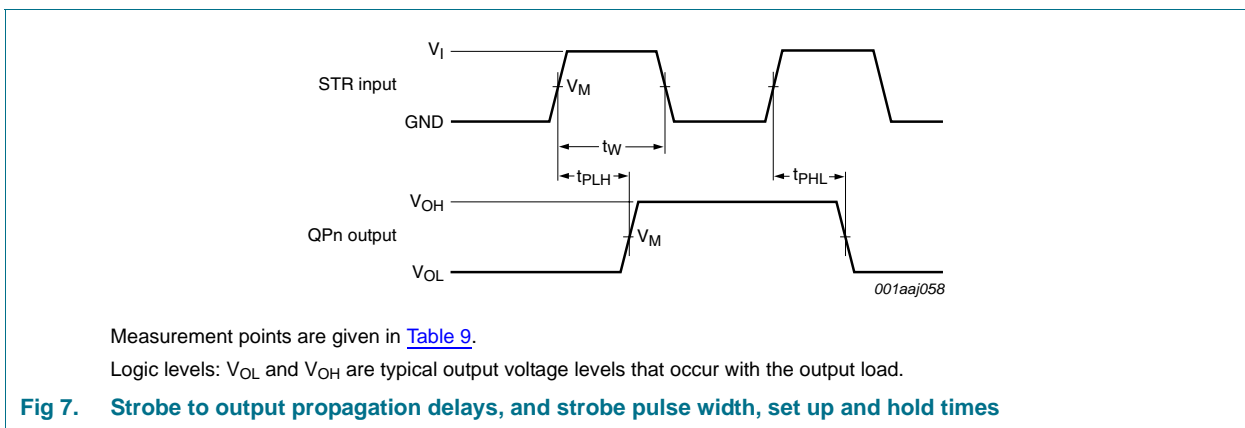 VI
STR input
VM
GND
tW
tPLH
tPHL
VOH
QPn output
VM
VOL
001aaj058
Measurement points are given in Table 9.
Logic levels: VOL and VOH are typical output voltage levels that occur with the output load.
Fig 7. Strobe to output propagation delays, and strobe pulse width, set up and hold times